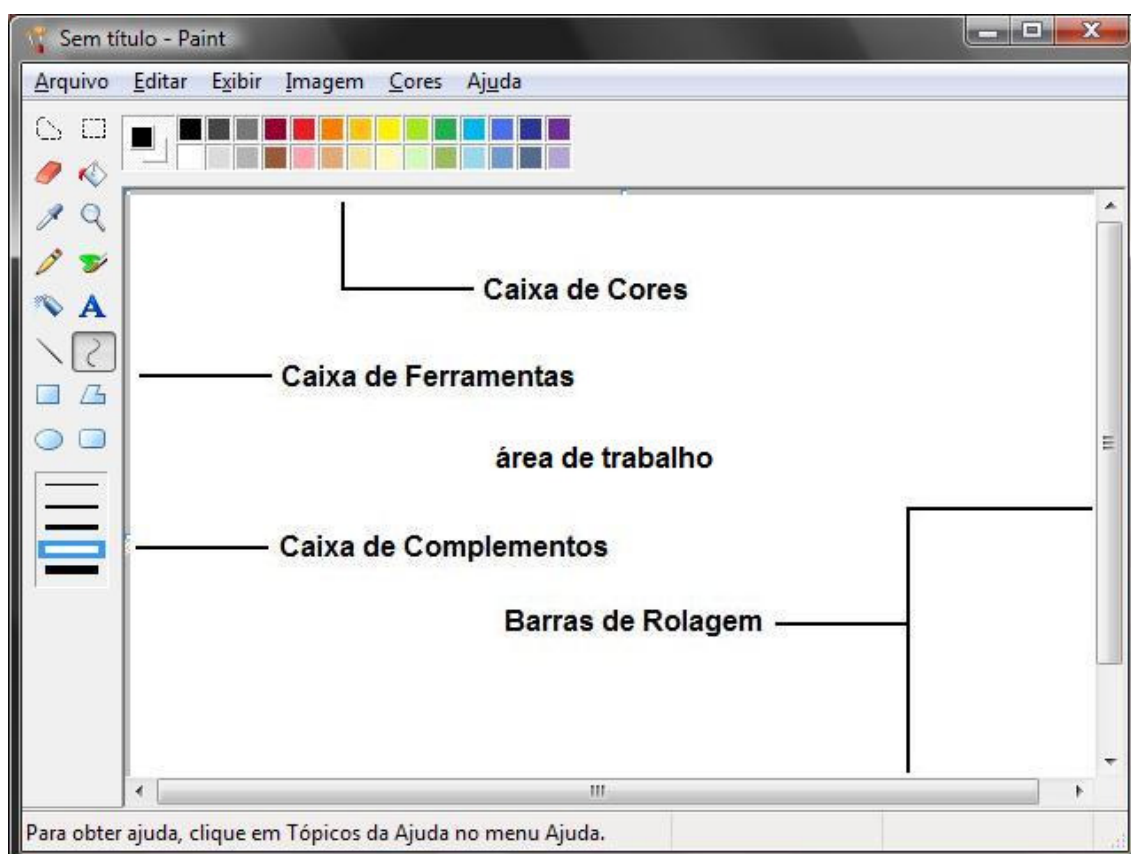 Sem título - Paint
Arquivo Editar Exibir Imagem Cores Ajuda
A
Caixa de Cores
Caixa de Ferramentas
área de trabalho
Caixa de Complementos
Barras de Rolagem
Para obter ajuda, clique em Tópicos da Ajuda no menu Ajuda.